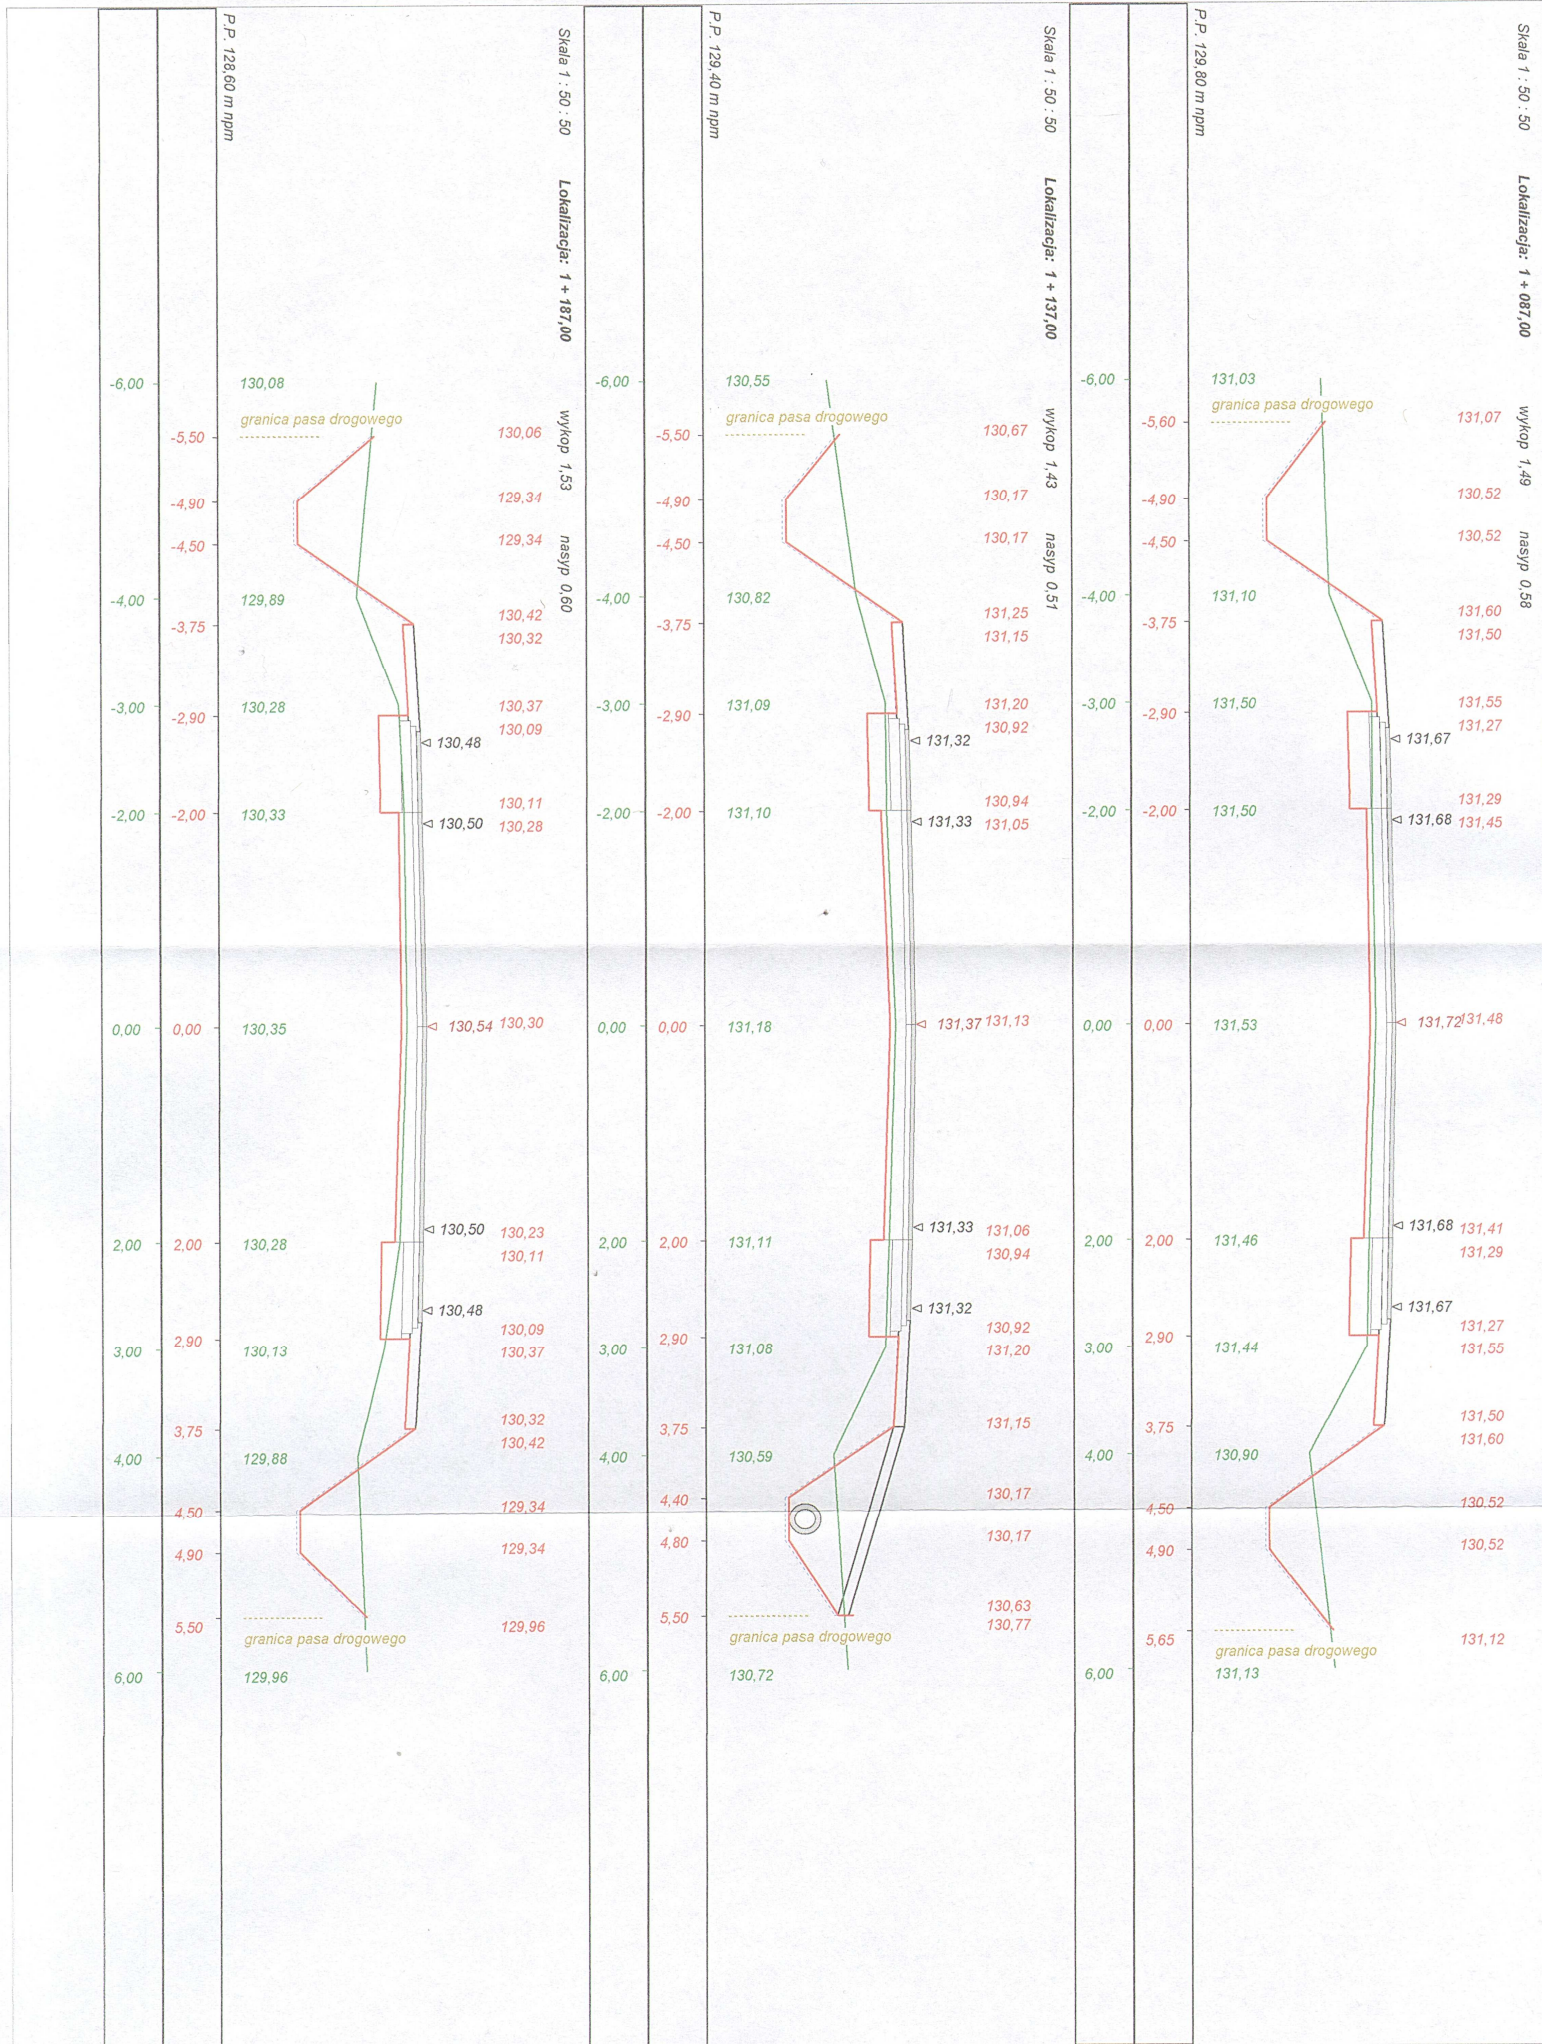 Skala 1 : 50 : 50 Lokalizacja: 1 + 187,00 wykop 1,53 nasyp 0,60
P.P. 128,60 m npm
-6,00 130,08
granica pasa drogowego
-5,50 130,06
-4,90 129,34
-4,50 129,34
-4,00 129,89
-3,75 130,42
130,32
-3,00 130,28 130,37
-2,90 130,09
130,48
130,11
-2,00 -2,00 130,33 130,50 130,28
0,00 0,00 130,35 130,54 130,30
130,50 130,23
2,00 2,00 130,28 130,11
130,48
2,90 130,09
3,00 130,13 130,37
130,32
3,75 130,42
4,00 129,88
4,50 129,34
4,90 129,34
5,50 129,96
granica pasa drogowego
6,00 129,96
Skala 1 : 50 : 50 Lokalizacja: 1 + 137,00 wykop 1,43 nasyp 0,51
P.P. 129,40 m npm
-6,00 130,55
granica pasa drogowego
-5,50 130,67
-4,90 130,17
-4,50 130,17
-4,00 130,82
-3,75 131,25
131,15
-3,00 131,09 131,20
-2,90 130,92
131,32
130,94
-2,00 -2,00 131,10 131,33 131,05
0,00 0,00 131,18 131,37 131,13
131,33 131,06
2,00 2,00 131,11 130,94
131,32
2,90 130,92
3,00 131,08 131,20
3,75 131,15
4,00 130,59
4,40 130,17
4,80 130,17
130,63
5,50 130,77
granica pasa drogowego
6,00 130,72
Skala 1 : 50 : 50 Lokalizacja: 1 + 087,00 wykop 1,49 nasyp 0,58
P.P. 129,80 m npm
-6,00 131,03
granica pasa drogowego
-5,60 131,07
-4,90 130,52
-4,50 130,52
-4,00 131,10
-3,75 131,60
131,50
-3,00 131,50 131,55
-2,90 131,27
131,67
131,29
-2,00 -2,00 131,50 131,68 131,45
0,00 0,00 131,53 131,72 131,48
131,68 131,41
2,00 2,00 131,46 131,29
131,67
2,90 131,27
3,00 131,44 131,55
131,50
3,75 131,60
4,00 130,90
4,50 130,52
4,90 130,52
5,65 131,12
granica pasa drogowego
6,00 131,13